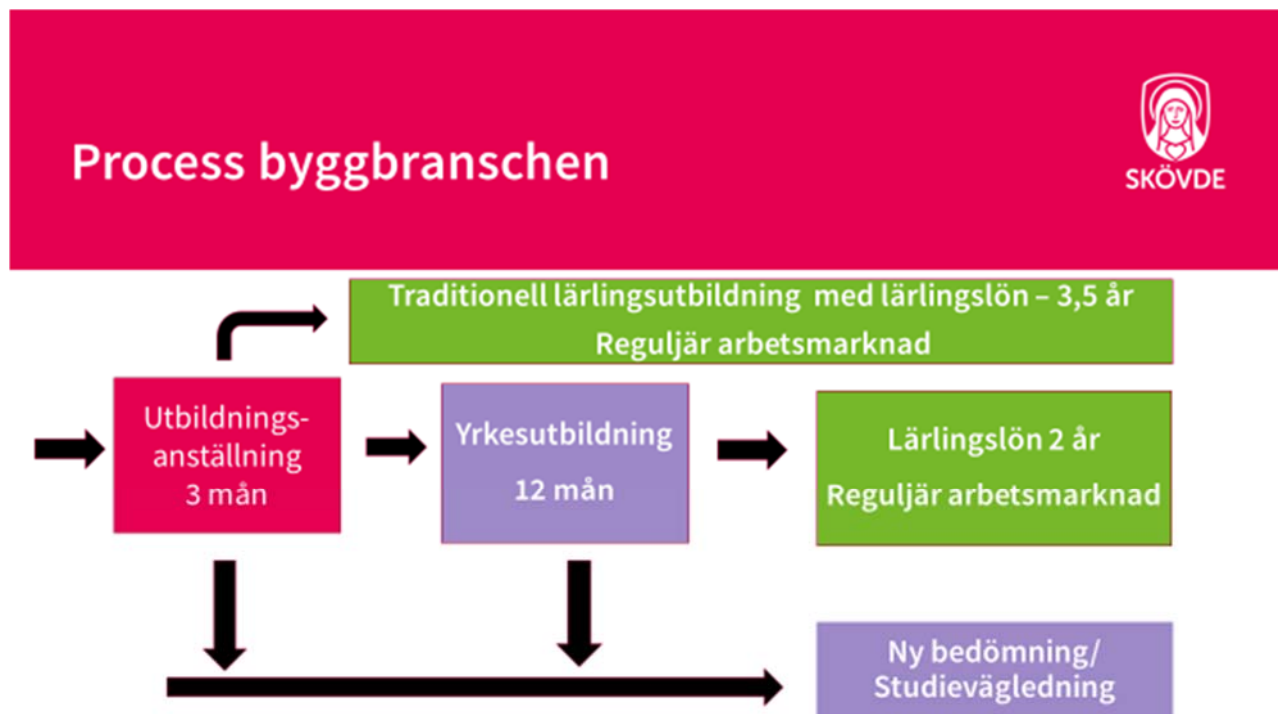 Process byggbranschen
SKÖVDE
Traditionell lärlingsutbildning med lärlingslön – 3,5 år
Reguljär arbetsmarknad
Utbildnings-
anställning
3 mån
Yrkesutbildning
12 mån
Lärlingslön 2 år
Reguljär arbetsmarknad
Ny bedömning/
Studievägledning